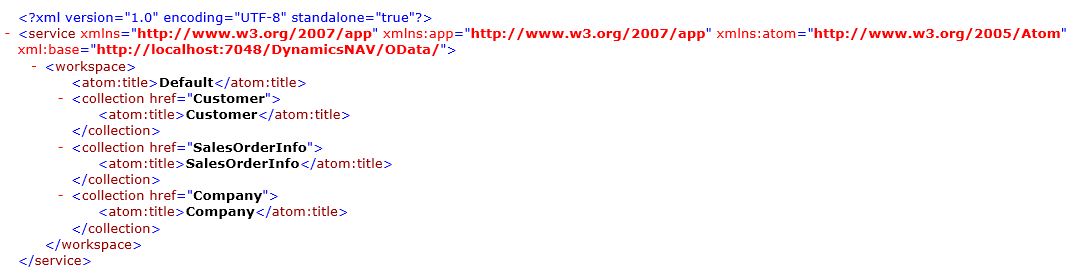 <?xml version="1.0" encoding="UTF-8" standalone="true"?>
- <service xmlns="http://www.w3.org/2007/app" xmlns:app="http://www.w3.org/2007/app" xmlns:atom="http://www.w3.org/2005/Atom"
xml:base="http://localhost:7048/DynamicsNAV/OData/">
- <workspace>
<atom:title>Default</atom:title>
- <collection href="Customer">
<atom:title>Customer</atom:title>
</collection>
- <collection href="SalesOrderInfo">
<atom:title>SalesOrderInfo</atom:title>
</collection>
- <collection href="Company">
<atom:title>Company</atom:title>
</collection>
</workspace>
</service>